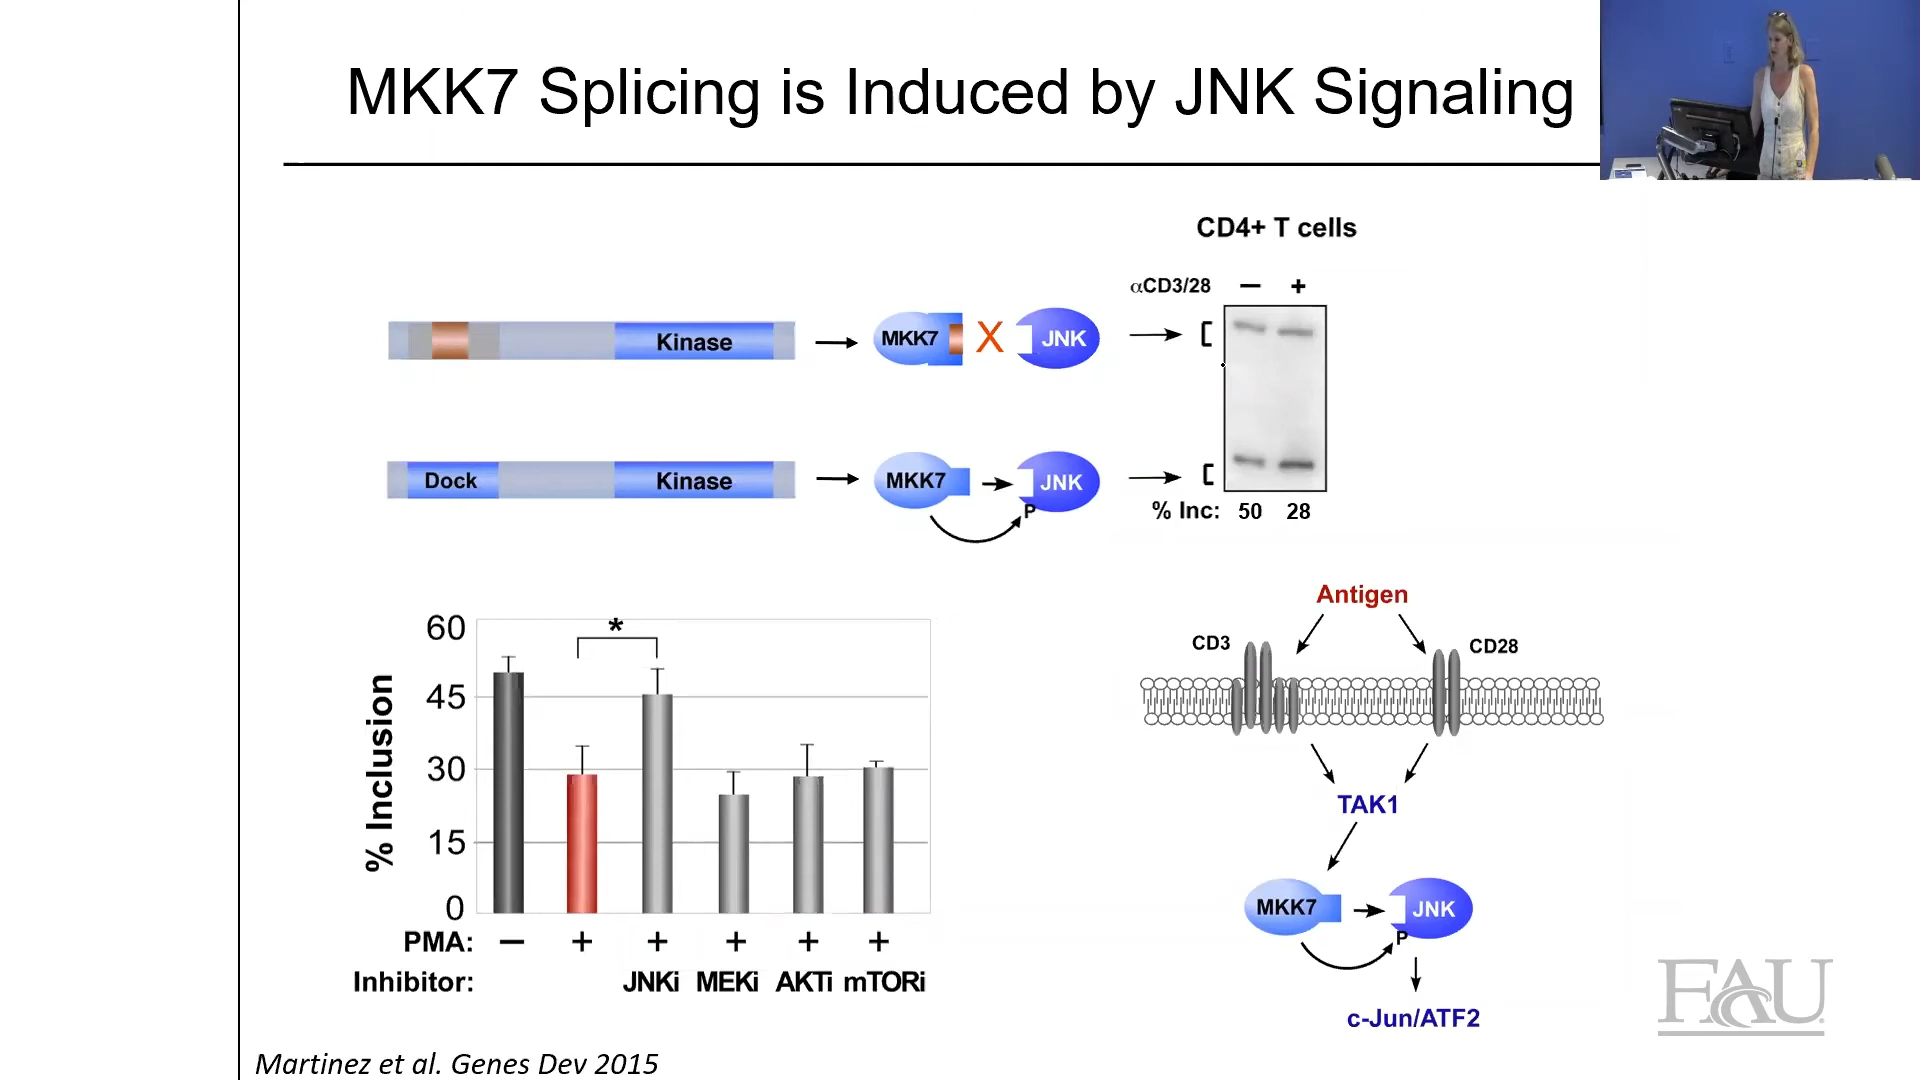 MKK7 Splicing is Induced by JNK Signaling
CD4+ T cells
αCD3/28 – +
Kinase
MKK7 X JNK
Dock Kinase
MKK7 JNK
P
% Inc: 50 28
60
45
30
15
0
% Inclusion
*
PMA: – + + + + +
Inhibitor: JNKi MEKi AKTi mTORi
Antigen
CD3 CD28
TAK1
MKK7 JNK
P
c-Jun/ATF2
FAU
Martinez et al. Genes Dev 2015